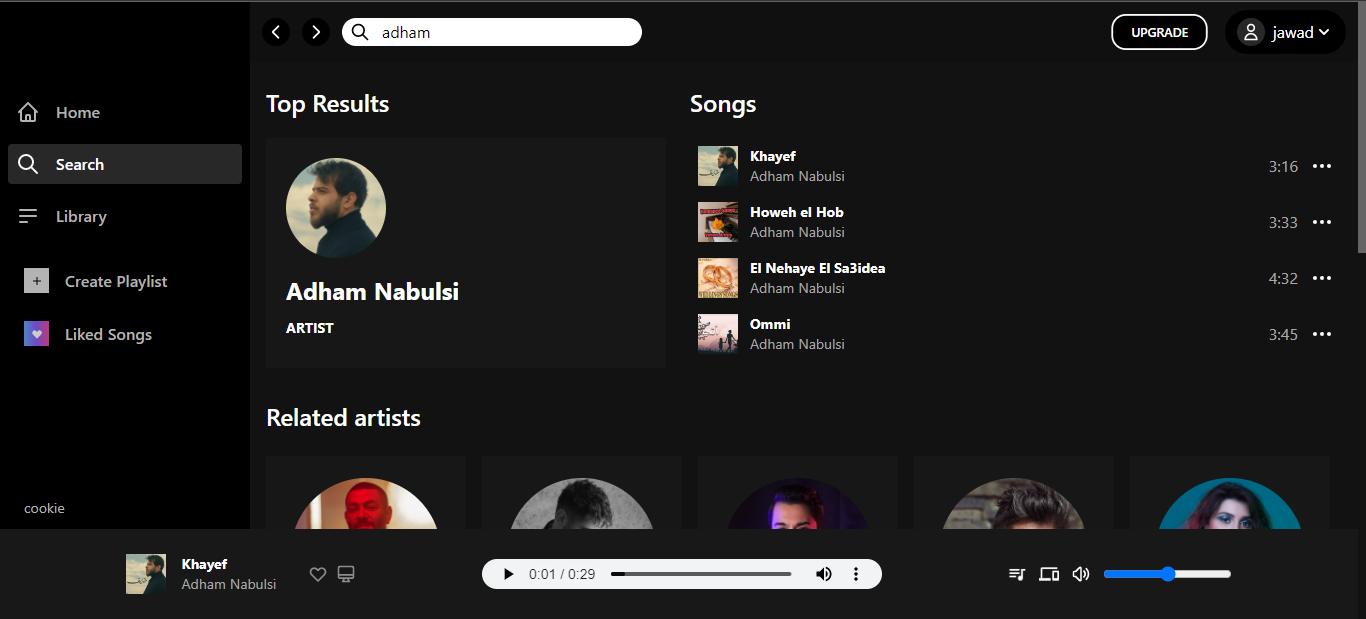 adham
UPGRADE
jawad
Home
Search
Library
Create Playlist
Liked Songs
cookie
Top Results
Adham Nabulsi
ARTIST
Songs
Khayef
Adham Nabulsi
3:16
Howeh el Hob
Adham Nabulsi
3:33
El Nehaye El Sa3idea
Adham Nabulsi
4:32
Ommi
Adham Nabulsi
3:45
Related artists
Khayef
Adham Nabulsi
0:01 / 0:29